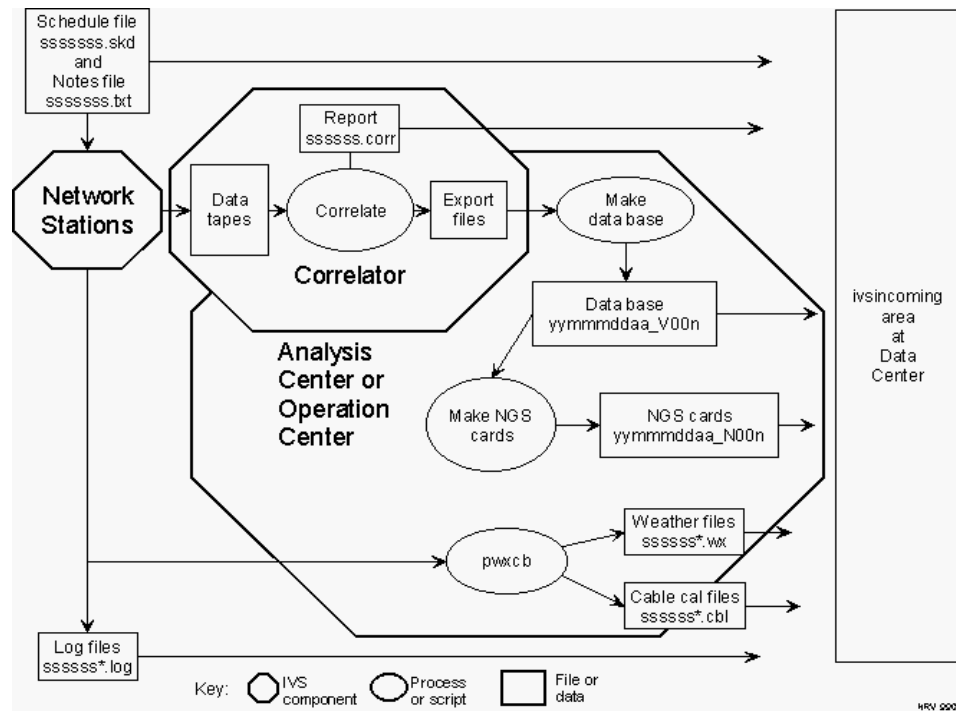 Schedule file
sssssss.skd
and
Notes file
sssssss.txt
Report
ssssss.corr
Network
Stations
Data
tapes
Correlate
Export
files
Make
data base
Correlator
Data base
yymmmddaa_V00n
ivsincoming
area
at
Data
Center
Analysis
Center or
Operation
Center
Make NGS
cards
NGS cards
yymmmddaa_N00n
Weather files
ssssss*.wx
pwxcb
Cable cal files
ssssss*.cbl
Log files
ssssss*.log
Key:
IVS
component
Process
or script
File or
data